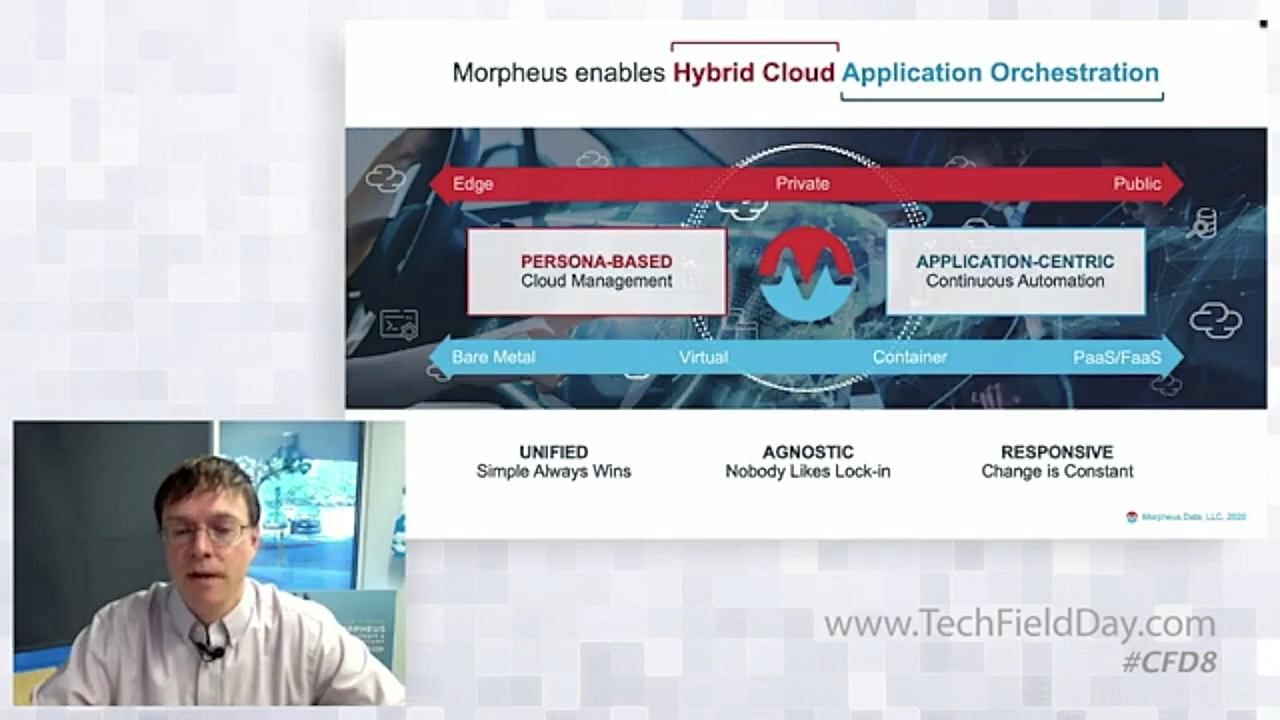 Morpheus enables Hybrid Cloud Application Orchestration
Edge Private Public
PERSONA-BASED
Cloud Management
APPLICATION-CENTRIC
Continuous Automation
Bare Metal Virtual Container PaaS/FaaS
UNIFIED
Simple Always Wins
AGNOSTIC
Nobody Likes Lock-in
RESPONSIVE
Change is Constant
Morpheus Data, LLC, 2020
www.TechFieldDay.com
#CFD8